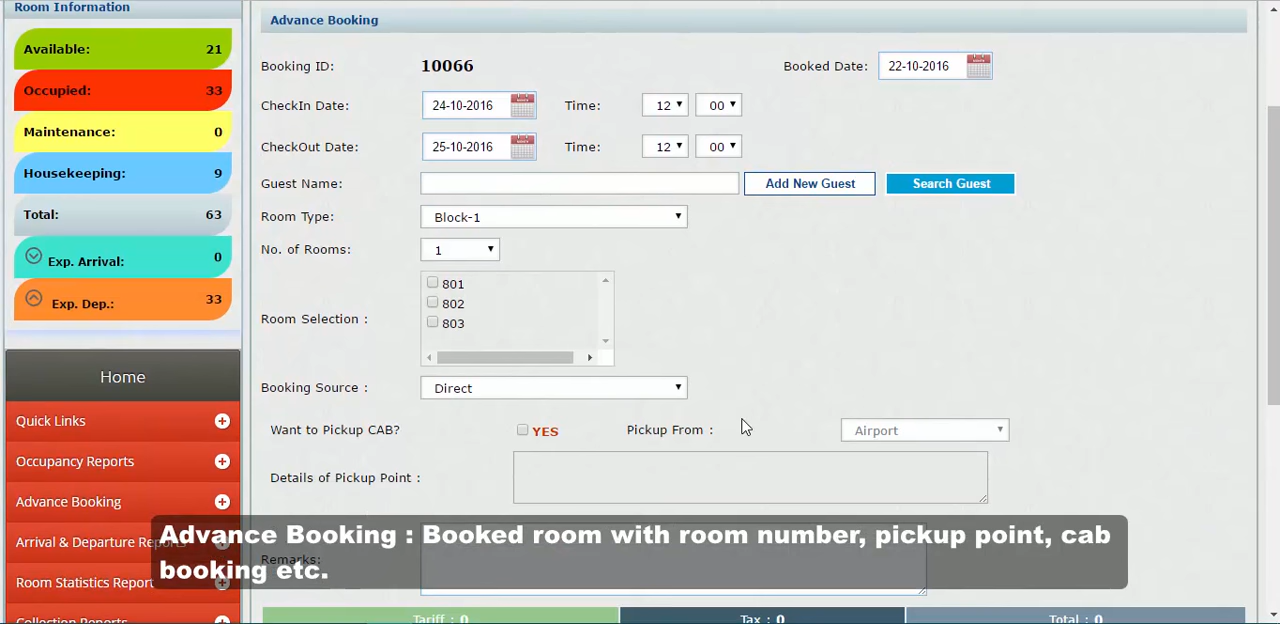 Room Information
Available: 21
Occupied: 33
Maintenance: 0
Housekeeping: 9
Total: 63
Exp. Arrival: 0
Exp. Dep.: 33
Home
Quick Links
Occupancy Reports
Advance Booking
Arrival & Departure Reports
Room Statistics Report
Collection Reports
Advance Booking
Booking ID: 10066 Booked Date: 22-10-2016
CheckIn Date: 24-10-2016 Time: 12 00
CheckOut Date: 25-10-2016 Time: 12 00
Guest Name: Add New Guest Search Guest
Room Type: Block-1
No. of Rooms: 1
801
802
Room Selection :
803
Booking Source : Direct
Want to Pickup CAB? YES Pickup From : Airport
Details of Pickup Point :
Remarks:
Tariff : 0 Tax : 0 Total : 0
Advance Booking : Booked room with room number, pickup point, cab
booking etc.